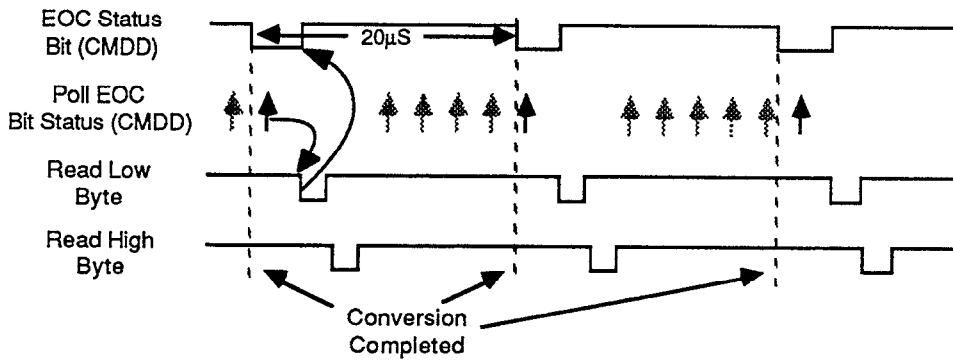 EOC Status
Bit (CMDD)
20μS
Poll EOC
Bit Status (CMDD)
Read Low
Byte
Read High
Byte
Conversion
Completed